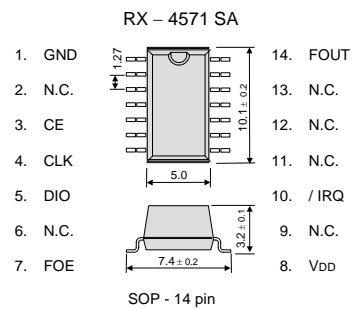 RX – 4571 SA
1. GND
2. N.C.
3. CE
4. CLK
5. DIO
6. N.C.
7. FOE
1.27
10.1 ± 0.2
5.0
3.2 ± 0.1
7.4 ± 0.2
14. FOUT
13. N.C.
12. N.C.
11. N.C.
10. / IRQ
9. N.C.
8. VDD
SOP - 14 pin